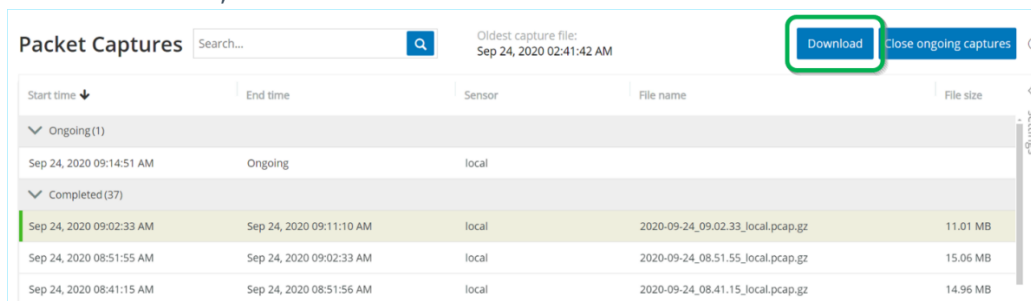 Packet Captures Search... Oldest capture file: Download Close ongoing captures
Sep 24, 2020 02:41:42 AM
Start time End time Sensor File name File size
Ongoing (1)
Sep 24, 2020 09:14:51 AM Ongoing local
Completed (37)
Sep 24, 2020 09:02:33 AM Sep 24, 2020 09:11:10 AM local 2020-09-24_09.02.33_local.pcap.gz 11.01 MB
Sep 24, 2020 08:51:55 AM Sep 24, 2020 09:02:33 AM local 2020-09-24_08.51.55_local.pcap.gz 15.06 MB
Sep 24, 2020 08:41:15 AM Sep 24, 2020 08:51:56 AM local 2020-09-24_08.41.15_local.pcap.gz 14.96 MB